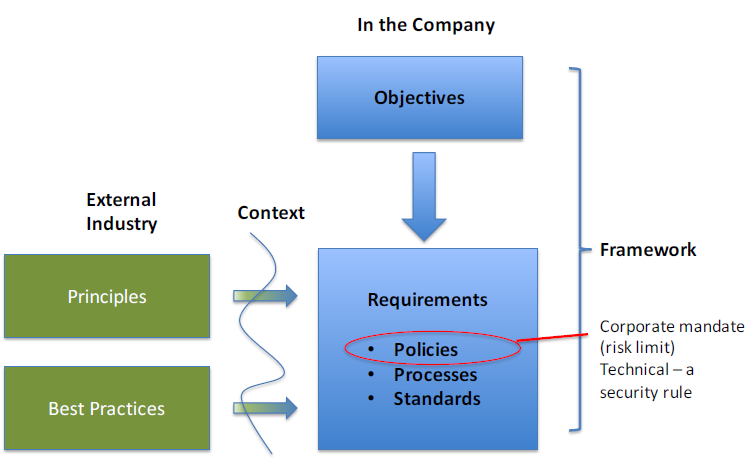 In the Company
Objectives
External
Industry
Context
Framework
Principles
Requirements
• Policies
• Processes
• Standards
Corporate mandate
(risk limit)
Technical – a
security rule
Best Practices